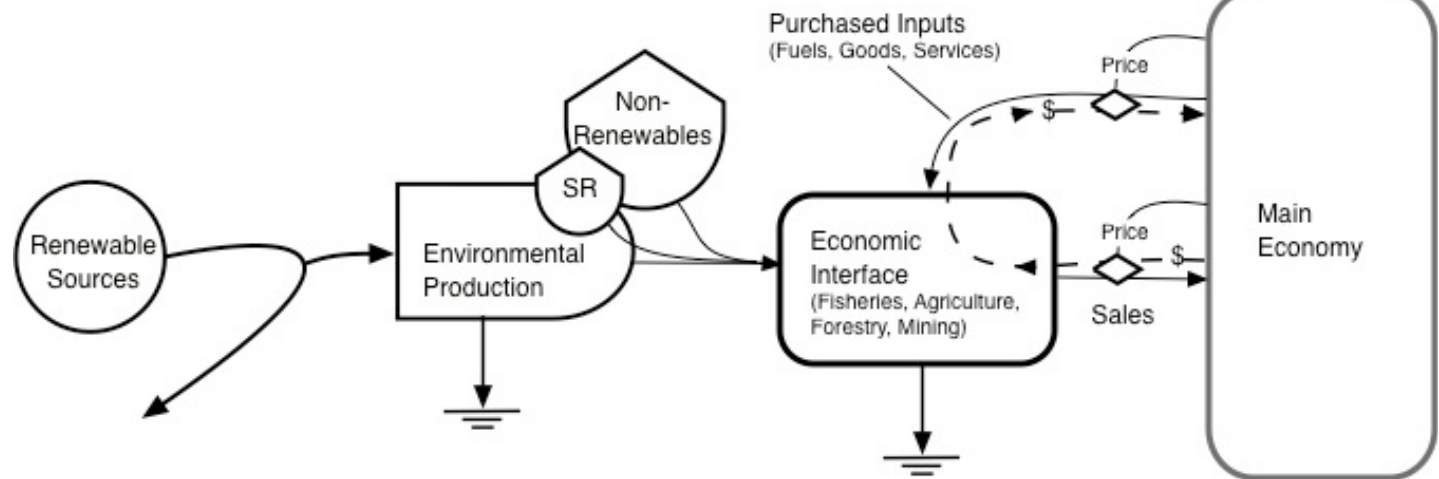 Purchased Inputs
(Fuels, Goods, Services)
Price
$
Non-
Renewables
SR
Renewable
Sources
Environmental
Production
Economic
Interface
(Fisheries, Agriculture,
Forestry, Mining)
Price
$
Sales
Main
Economy